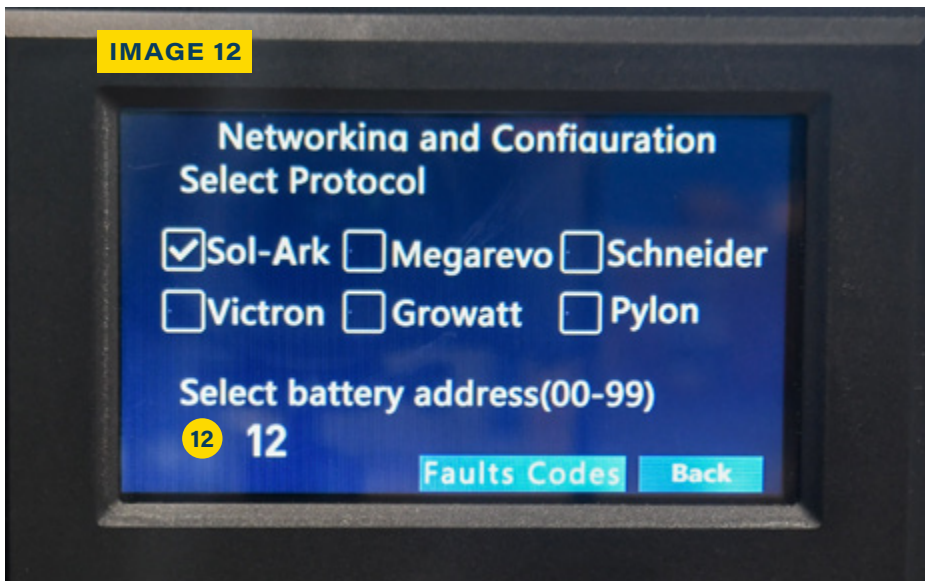 IMAGE 12
Networking and Configuration
Select Protocol
Sol-Ark Megarevo Schneider
Victron Growatt Pylon
Select battery address(00-99)
12 12
Faults Codes Back